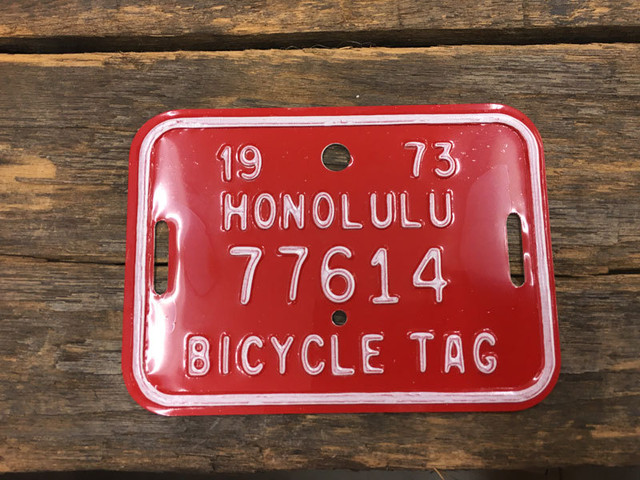 19 73
HONOLULU
77614
BICYCLE TAG